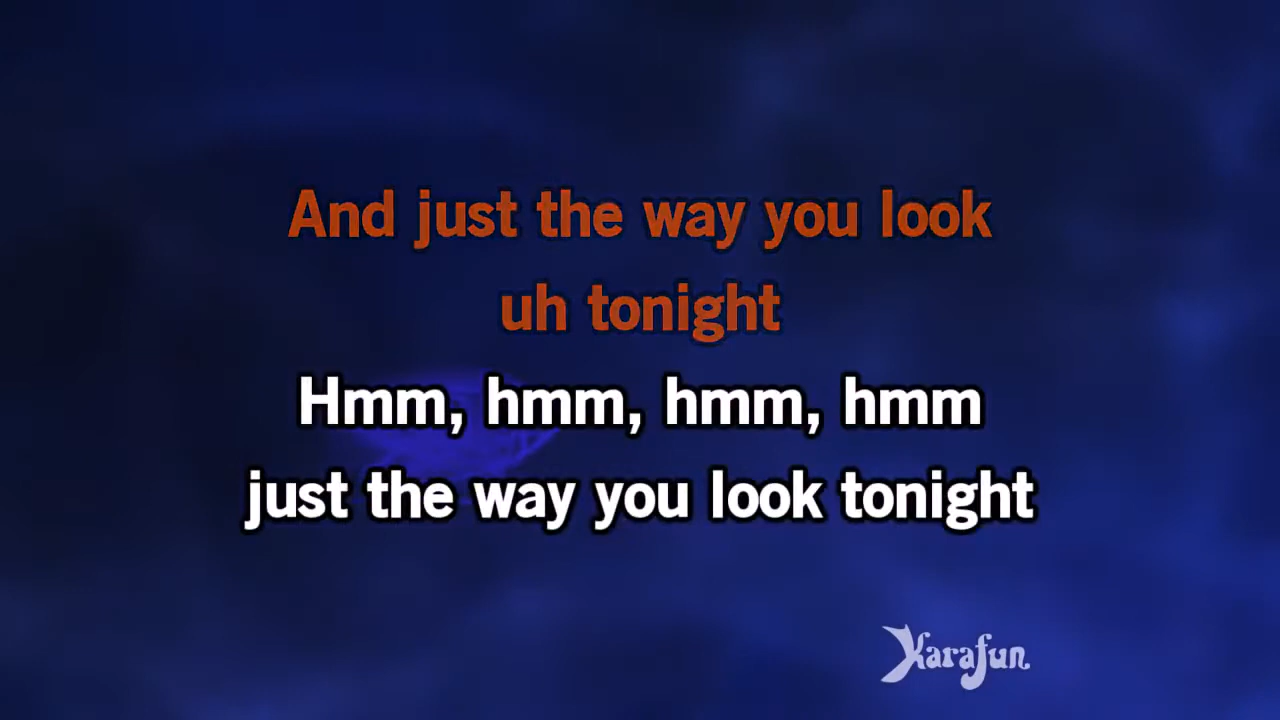 And just the way you look
uh tonight
Hmm, hmm, hmm, hmm
just the way you look tonight
Karafun